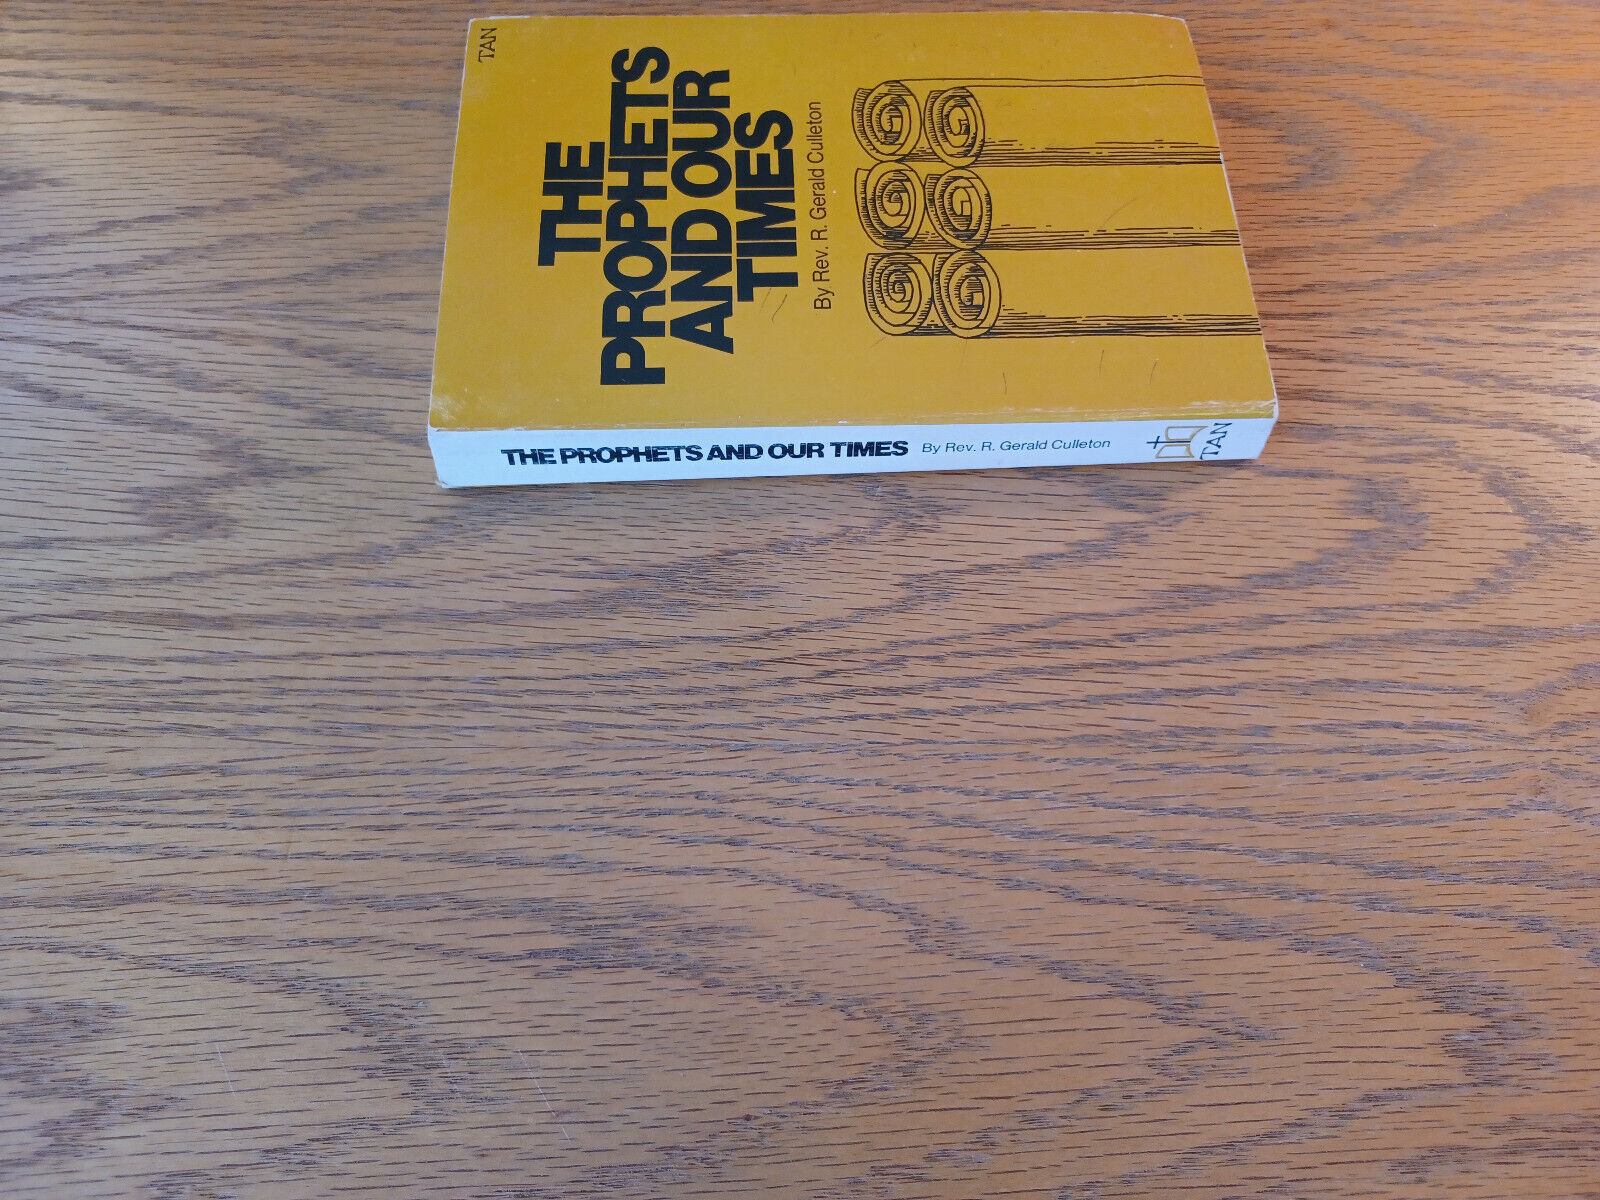 TAN
THE
PROPHETS
AND OUR
TIMES
By Rev. R. Gerald Culleton
THE PROPHETS AND OUR TIMES By Rev. R. Gerald Culleton TAN